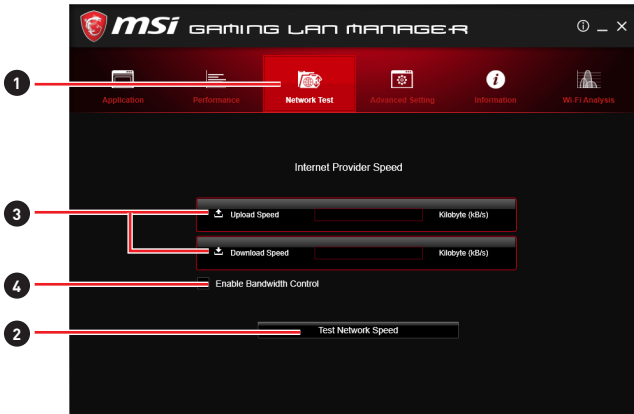 msi GAMING LAN MANAGER
1
Application Performance Network Test Advanced Setting Information Wi-Fi Analysis
Internet Provider Speed
3
Upload Speed Kilobyte (kB/s)
Download Speed Kilobyte (kB/s)
4
Enable Bandwidth Control
2
Test Network Speed